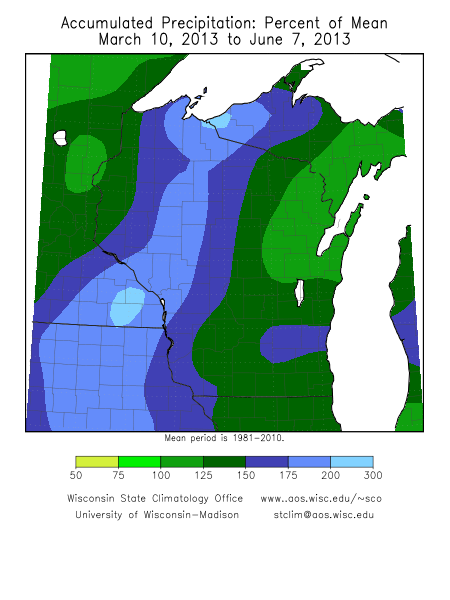 Accumulated Precipitation: Percent of Mean
March 10, 2013 to June 7, 2013
Mean period is 1981-2010.
50 75 100 125 150 175 200 300
Wisconsin State Climatology Office www..aos.wisc.edu/~sco
University of Wisconsin-Madison stclim@aos.wisc.edu